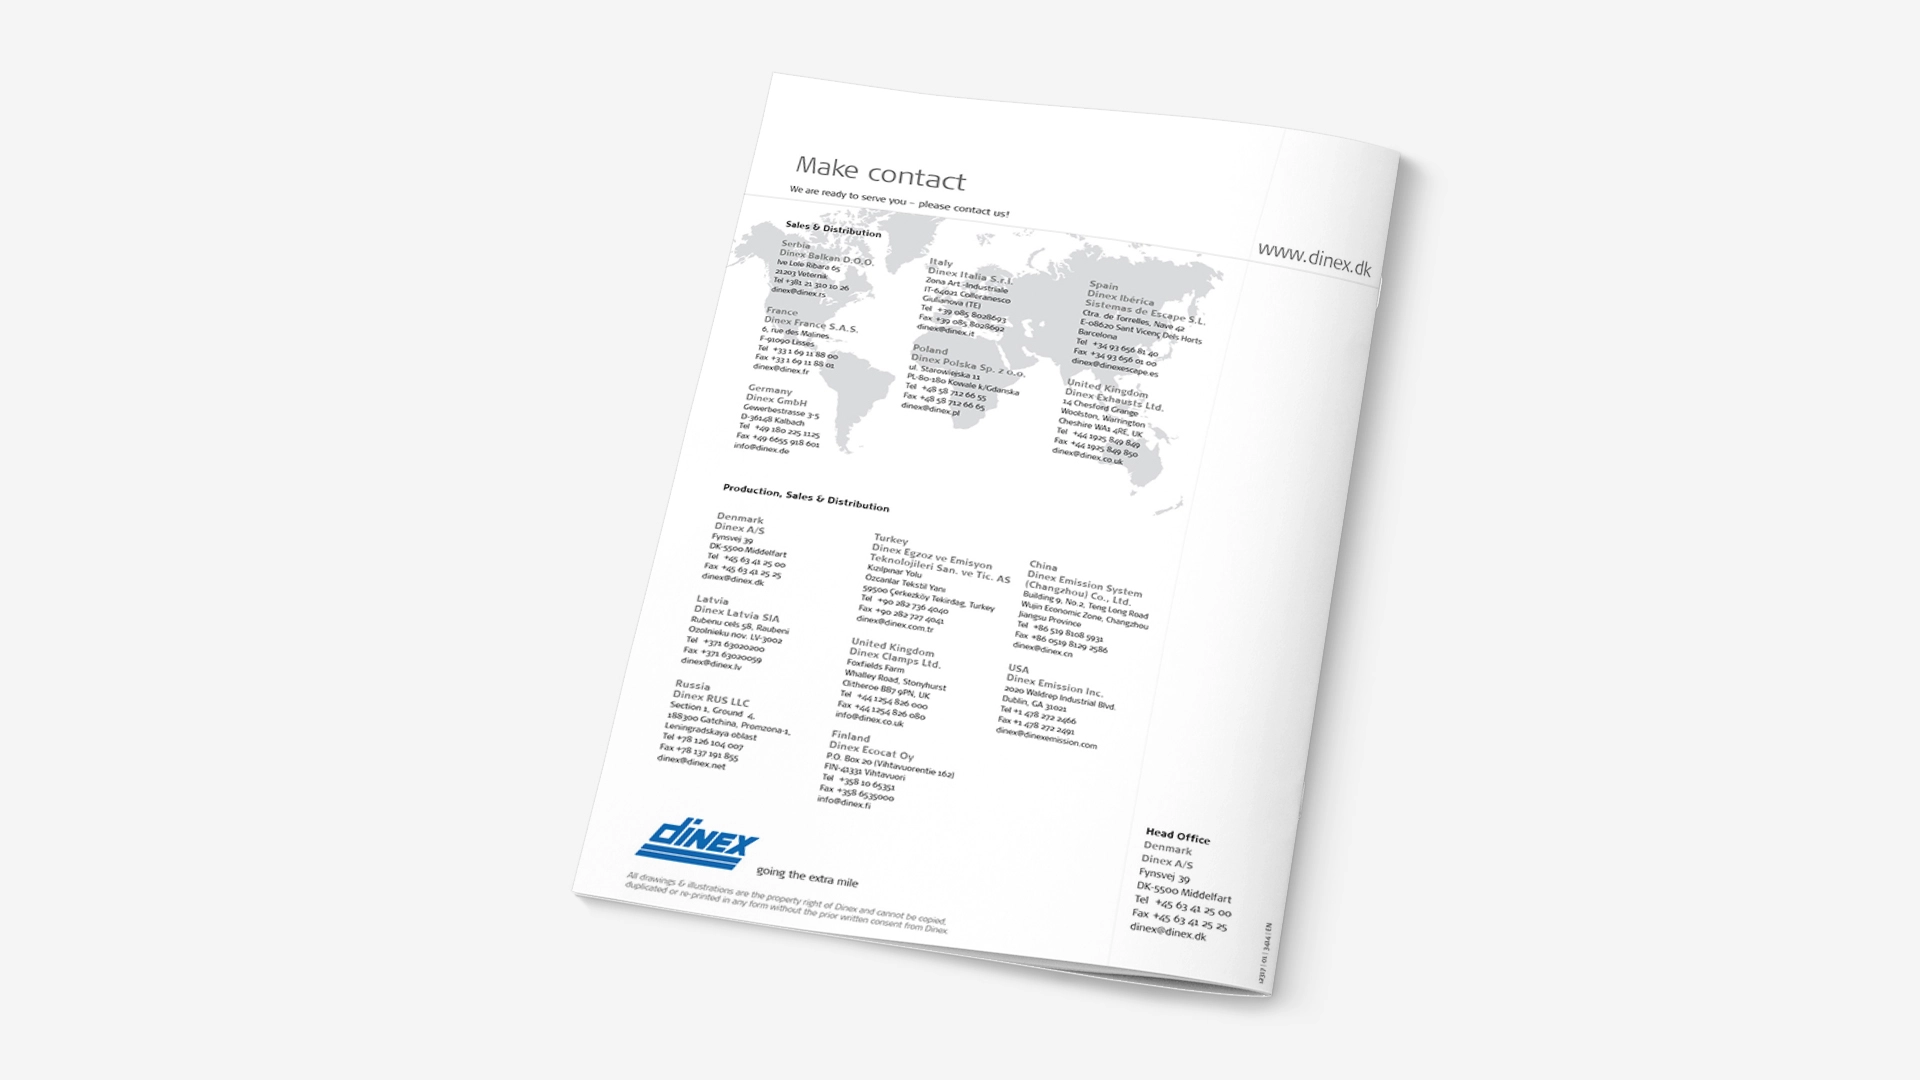 Make contact
We are ready to serve you – please contact us!
www.dinex.dk
Sales & Distribution
Serbia
Dinex Balkan D.O.O.
Ive Lole Ribara 65
21203 Veternik
Tel +381 21 310 10 26
dinex@dinex.rs
France
Dinex France S.A.S.
6, rue des Malines
F-91090 Lisses
Tel +33 1 69 11 88 00
Fax +33 1 69 11 88 01
dinex@dinex.fr
Germany
Dinex GmbH
Gewerbestrasse 3-5
D-36148 Kalbach
Tel +49 180 225 1125
Fax +49 6655 918 601
info@dinex.de
Italy
Dinex Italia S.r.l.
Zona Art.-Industriale
IT-64021 Colleranesco
Giulianova (TE)
Tel +39 085 8028693
Fax +39 085 8028692
dinex@dinex.it
Poland
Dinex Polska Sp. z o.o.
ul. Starowiejska 11
PL-80-180 Kowale k/Gdanska
Tel +48 58 712 66 55
Fax +48 58 712 66 65
dinex@dinex.pl
Spain
Dinex Ibérica
Sistemas de Escape S.L.
Ctra. de Torrelles, Nave 42
E-08620 Sant Vicenç Dels Horts
Barcelona
Tel +34 93 656 81 40
Fax +34 93 656 01 00
dinex@dinexescape.es
United Kingdom
Dinex Exhausts Ltd.
14 Chesford Grange
Woolston, Warrington
Cheshire WA1 4RE, UK
Tel +44 1925 849 849
Fax +44 1925 849 850
dinex@dinex.co.uk
Production, Sales & Distribution
Denmark
Dinex A/S
Fynsvej 39
DK-5500 Middelfart
Tel +45 63 41 25 00
Fax +45 63 41 25 25
dinex@dinex.dk
Latvia
Dinex Latvia SIA
Rubenu cels 58, Raubeni
Ozolnieku nov. LV-3002
Tel +371 63020200
Fax +371 63020059
dinex@dinex.lv
Russia
Dinex RUS LLC
Section 1, Ground 4,
188300 Gatchina, Promzona-1,
Leningradskaya oblast
Tel +78 126 104 007
Fax +78 137 191 855
dinex@dinex.net
Turkey
Dinex Egzoz ve Emisyon
Teknolojileri San. ve Tic. AS
Kızılpınar Yolu
Özcanlar Tekstil Yanı
59500 Çerkezköy Tekirdag, Turkey
Tel +90 282 736 4040
Fax +90 282 727 4041
dinex@dinex.com.tr
United Kingdom
Dinex Clamps Ltd.
Foxfields Farm
Whalley Road, Stonyhurst
Clitheroe BB7 9PN, UK
Tel +44 1254 826 000
Fax +44 1254 826 080
info@dinex.co.uk
Finland
Dinex Ecocat Oy
P.O. Box 20 (Vihtavuorentie 162)
FIN-41331 Vihtavuori
Tel +358 10 65351
Fax +358 6535000
info@dinex.fi
China
Dinex Emission System
(Changzhou) Co., Ltd.
Building 9, No.2, Teng Long Road
Wujin Economic Zone, Changzhou
Jiangsu Province
Tel +86 519 8108 5931
Fax +86 0519 8129 2586
dinex@dinex.cn
USA
Dinex Emission Inc.
2020 Waldrep Industrial Blvd.
Dublin, GA 31021
Tel +1 478 272 2466
Fax +1 478 272 2491
dinex@dinexemission.com
dinex
going the extra mile
All drawings & illustrations are the property right of Dinex and cannot be copied,
duplicated or re-printed in any form without the prior written consent from Dinex
Head Office
Denmark
Dinex A/S
Fynsvej 39
DK-5500 Middelfart
Tel +45 63 41 25 00
Fax +45 63 41 25 25
dinex@dinex.dk